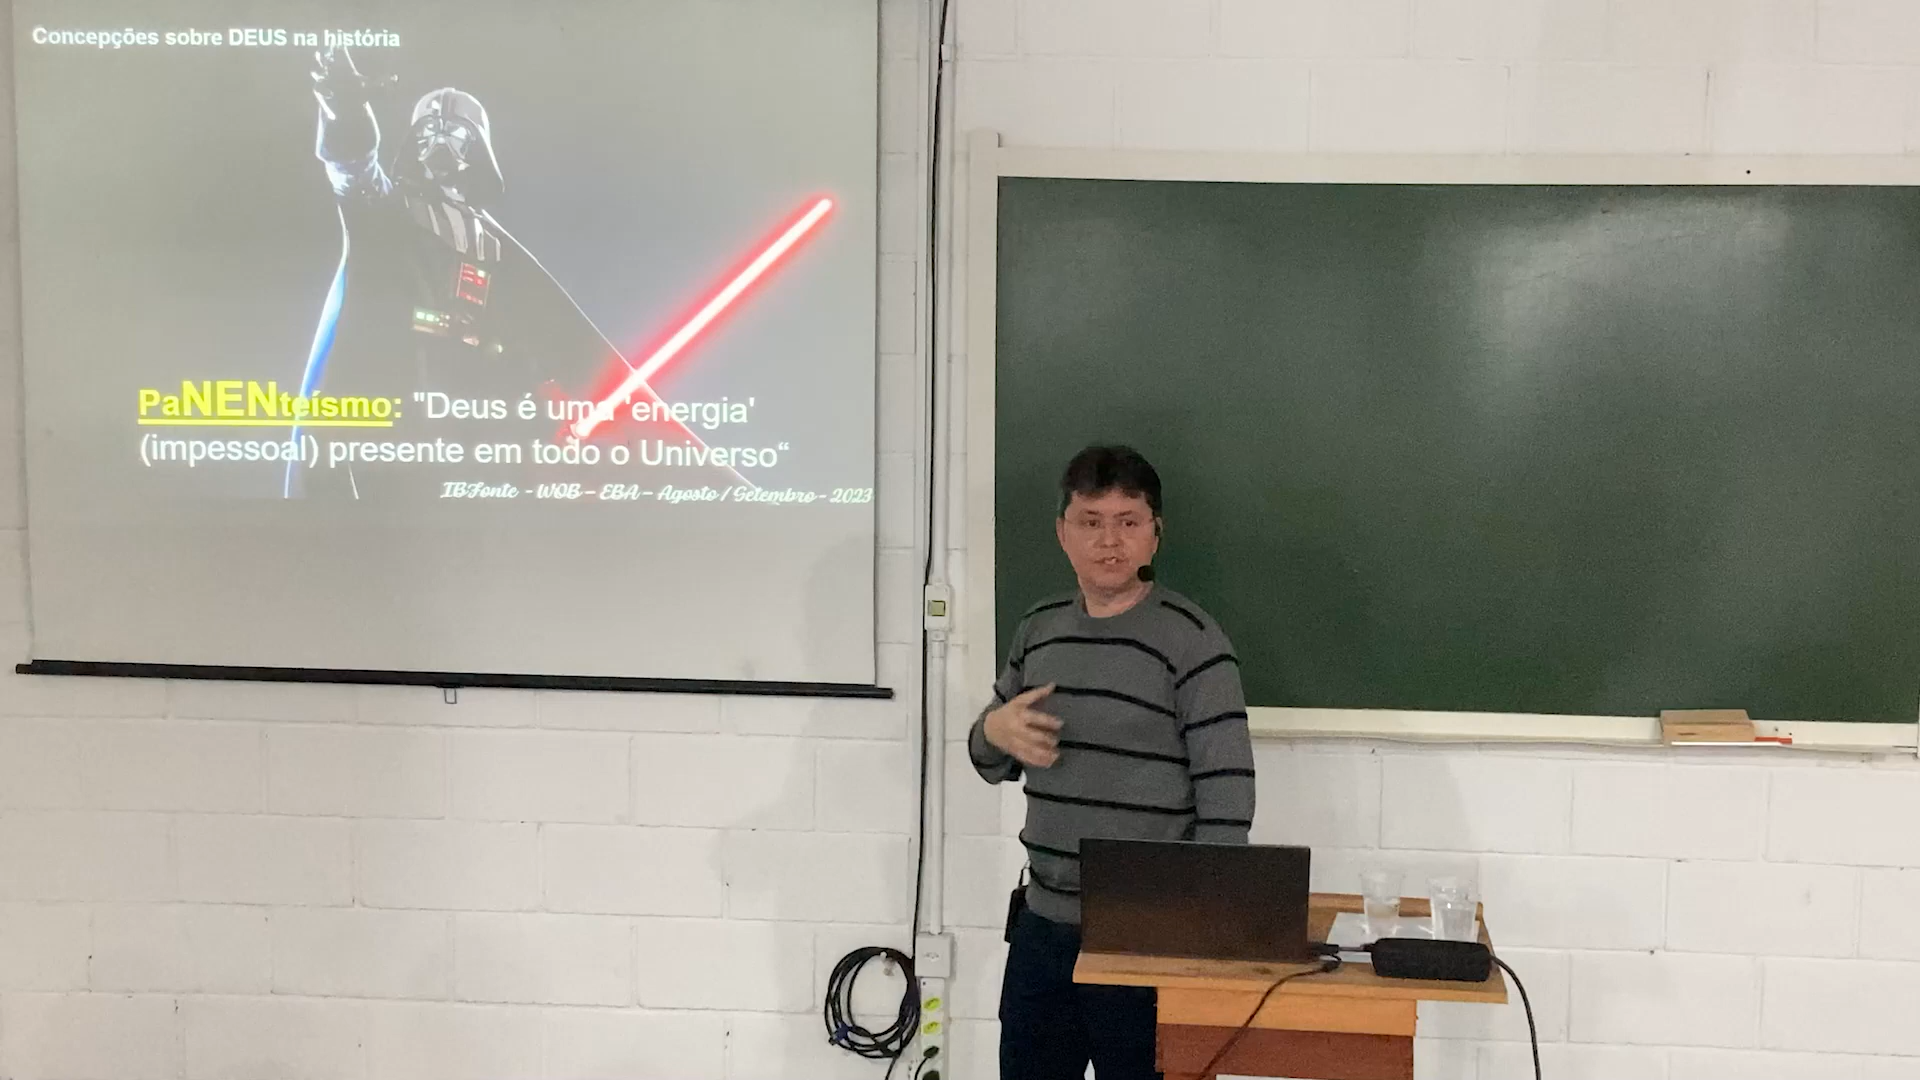 Concepções sobre DEUS na história
PaNENteísmo: "Deus é uma 'energia'
(impessoal) presente em todo o Universo“
IBFonte - WOB - EBA - Agosto / Setembro - 2023